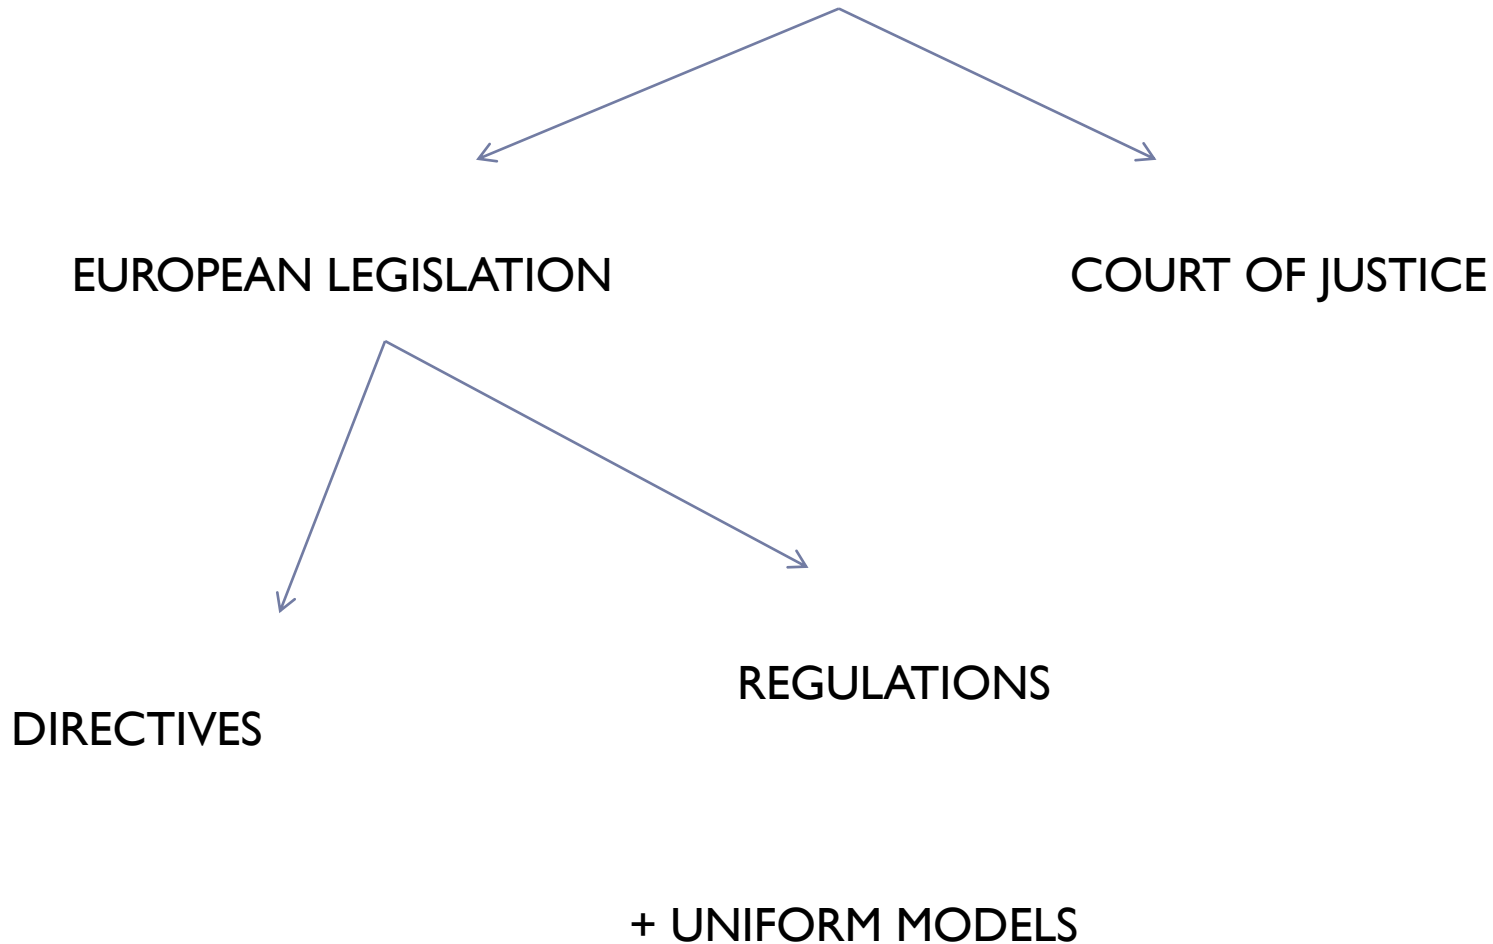 EUROPEAN LEGISLATION
COURT OF JUSTICE
REGULATIONS
DIRECTIVES
+ UNIFORM MODELS